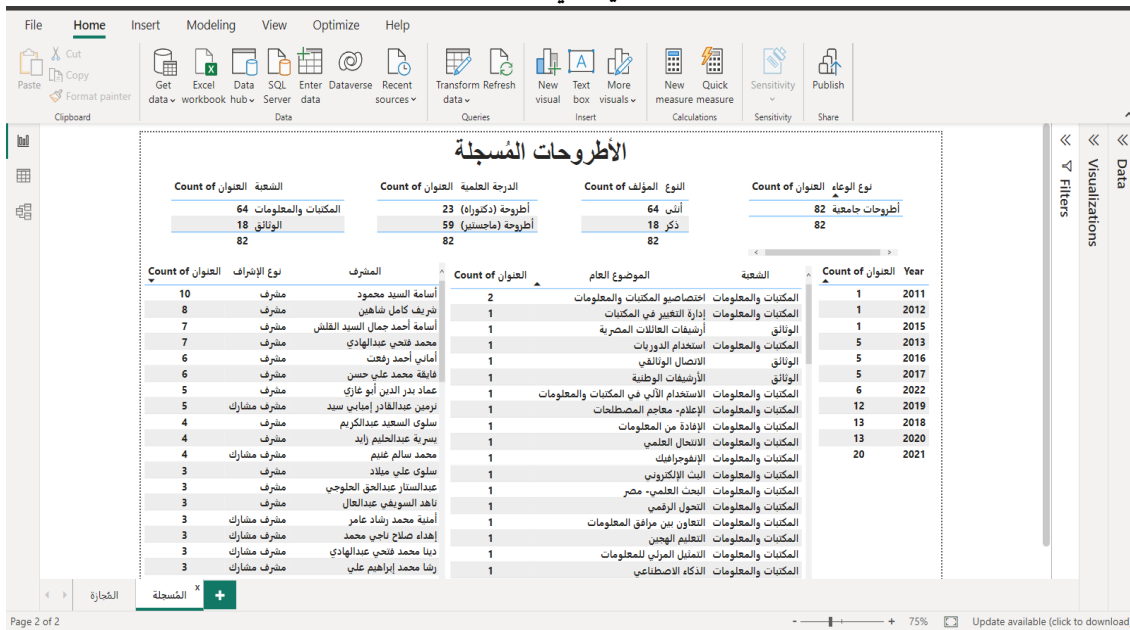 File Home Insert Modeling View Optimize Help
Paste
Cut
Copy
Format painter
Clipboard
Get data
Excel workbook
Data hub
SQL Server
Enter data
Dataverse
Recent sources
Data
Transform data
Refresh
Queries
New visual
Text box
More visuals
Insert
New measure
Quick measure
Calculations
Sensitivity
Sensitivity
Publish
Share
Filters
Visualizations
Data
الأطروحات المُسجلة
نوع الوعاء Count of العنوان
أطروحات جامعية 82
82
النوع Count of المؤلف
أنثى 64
ذكر 18
82
الدرجة العلمية Count of العنوان
أطروحة (دكتوراة) 23
أطروحة (ماجستير) 59
82
الشعبة Count of العنوان
المكتبات والمعلومات 64
الوثائق 18
82
Year Count of العنوان
2011 1
2012 1
2015 1
2013 5
2016 5
2017 5
2022 6
2019 12
2018 13
2020 13
2021 20
الشعبة الموضوع العام Count of العنوان
المكتبات والمعلومات اختصاصيو المكتبات والمعلومات 2
المكتبات والمعلومات إدارة التغيير في المكتبات 1
الوثائق أرشيفات العائلات المصرية 1
المكتبات والمعلومات استخدام الدوريات 1
الوثائق الاتصال الوثائقي 1
الوثائق الأرشيفات الوطنية 1
المكتبات والمعلومات الاستخدام الآلي في المكتبات والمعلومات 1
المكتبات والمعلومات الإعلام- معاجم المصطلحات 1
المكتبات والمعلومات الإفادة من المعلومات 1
المكتبات والمعلومات الانتحال العلمي 1
المكتبات والمعلومات الإنفوجرافيك 1
المكتبات والمعلومات البث الإلكتروني 1
المكتبات والمعلومات البحث العلمي- مصر 1
المكتبات والمعلومات التحول الرقمي 1
المكتبات والمعلومات التعاون بين مرافق المعلومات 1
المكتبات والمعلومات التعليم الهجين 1
المكتبات والمعلومات التمثيل المرئي للمعلومات 1
المكتبات والمعلومات الذكاء الاصطناعي 1
المشرف نوع الإشراف Count of العنوان
أسامة السيد محمود مشرف 10
شريف كامل شاهين مشرف 8
أسامة أحمد جمال السيد القلش مشرف 7
محمد فتحي عبدالهادي مشرف 7
أماني أحمد رفعت مشرف 6
فايقة محمد علي حسن مشرف 6
عماد بدر الدين أبو غازي مشرف 5
نرمين عبدالقادر إمبابي سيد مشرف مشارك 5
سلوى السعيد عبدالكريم مشرف 4
يسرية عبدالحليم زايد مشرف 4
محمد سالم غنيم مشرف مشارك 4
سلوى علي ميلاد مشرف 3
عبدالستار عبدالحق الحلوجي مشرف 3
ناهد السويفي عبدالعال مشرف 3
أمنية محمد رشاد عامر مشرف مشارك 3
إهداء صلاح ناجي محمد مشرف مشارك 3
دينا محمد فتحي عبدالهادي مشرف مشارك 3
رشا محمد إبراهيم علي مشرف مشارك 3
المُجازة
المُسجلة x
+
Page 2 of 2
- + 75% Update available (click to download